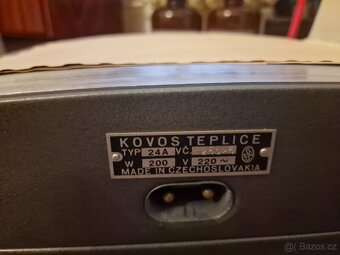 KOVOS TEPLICE
TYP 24A VČ.
W 200 V 220 ~
MADE IN CZECHOSLOVAKIA
Bazos.cz